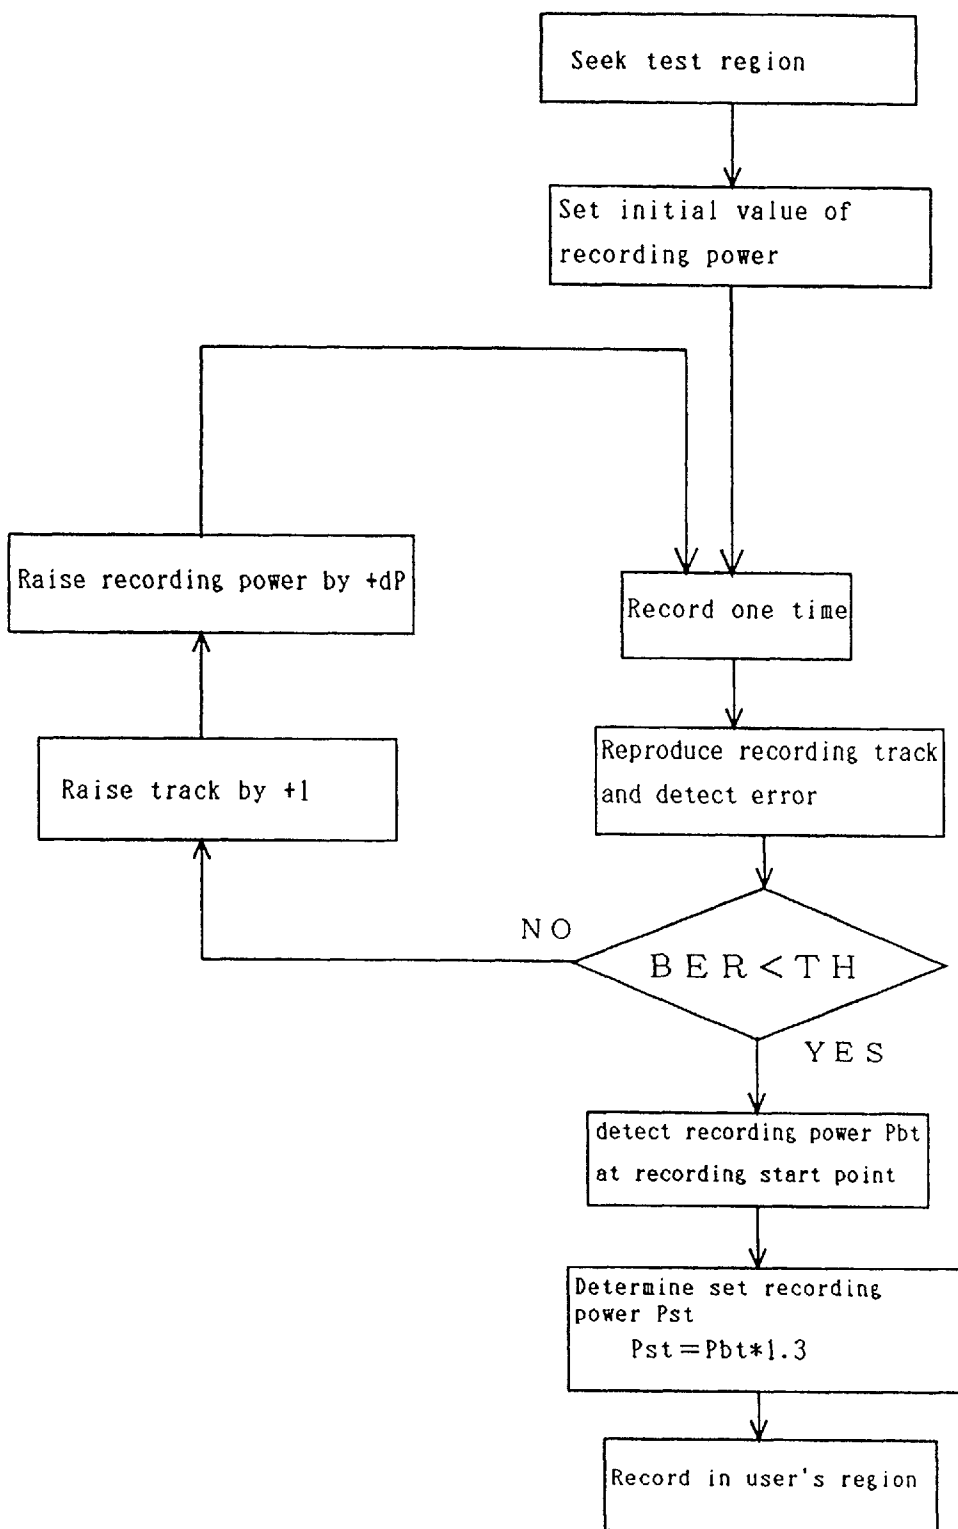 Seek test region
Set initial value of
recording power
Raise recording power by +dP
Record one time
Raise track by +1
Reproduce recording track
and detect error
NO
BER<TH
YES
detect recording power Pbt
at recording start point
Determine set recording
power Pst
Pst=Pbt*1.3
Record in user's region